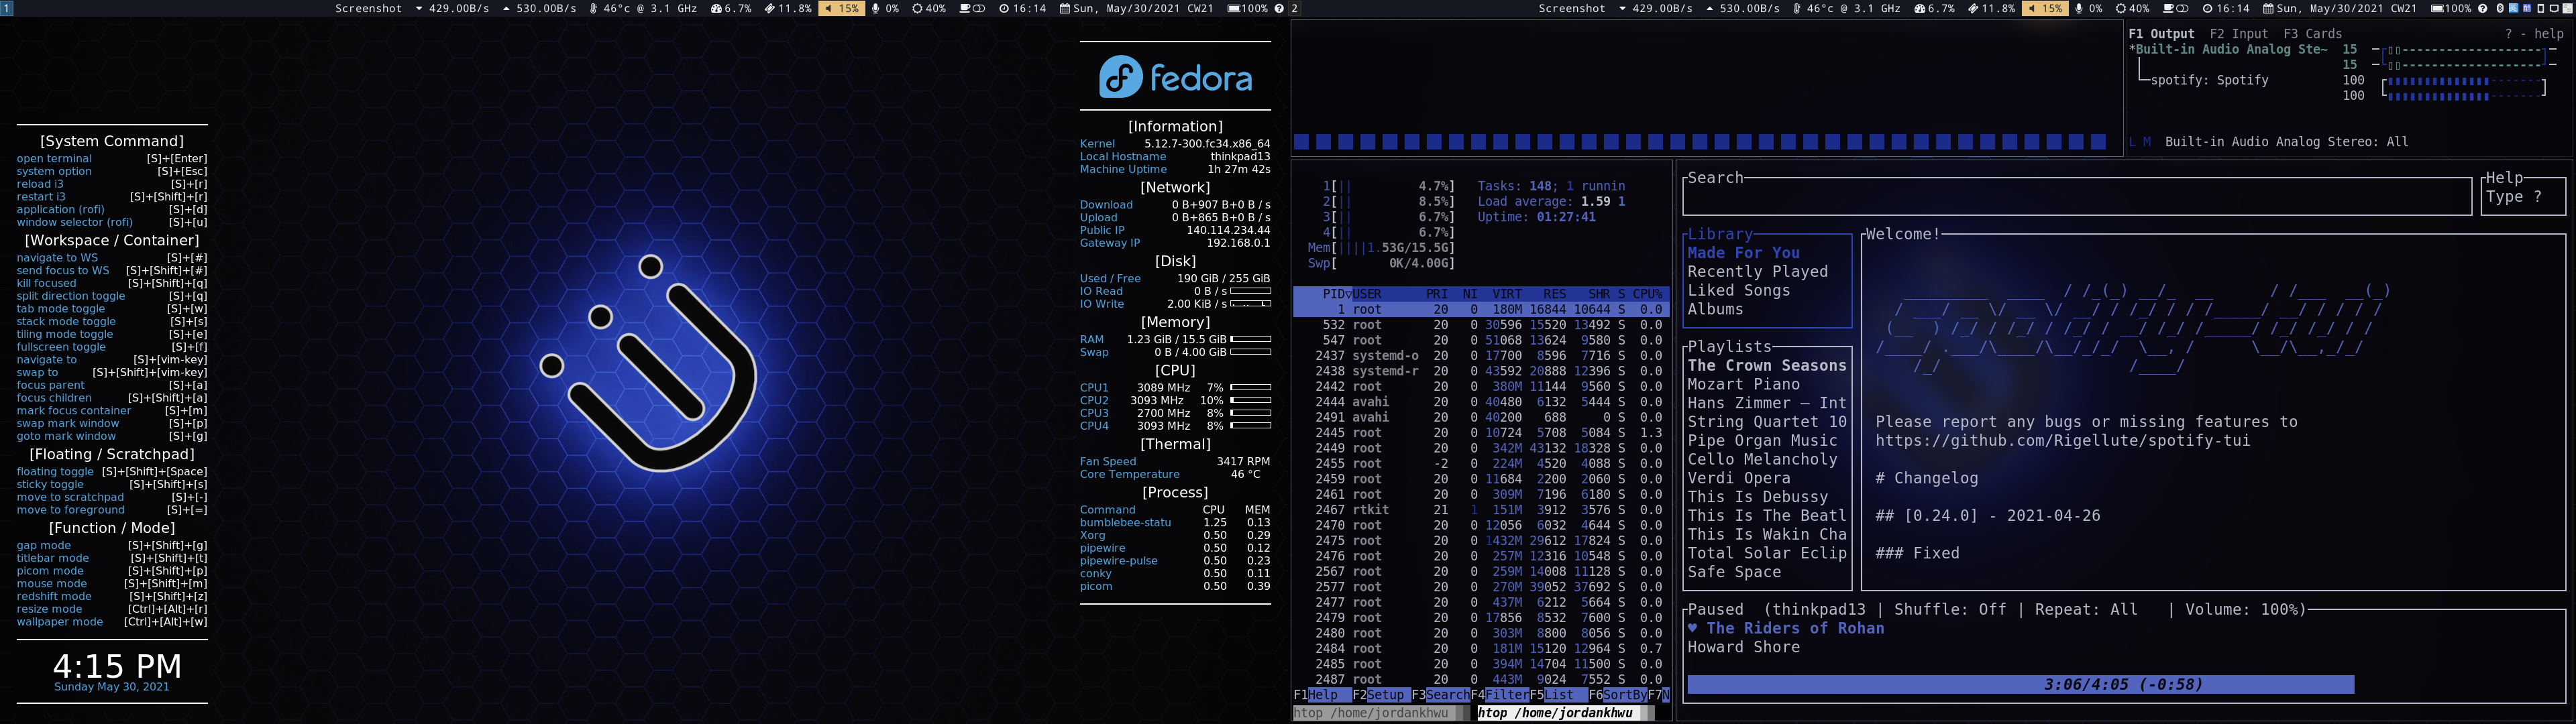 1
Screenshot 429.00B/s 530.00B/s 46°c @ 3.1 GHz 6.7% 11.8% 15% 0% 40% 16:14 Sun, May/30/2021 CW21 100%
2
Screenshot 429.00B/s 530.00B/s 46°c @ 3.1 GHz 6.7% 11.8% 15% 0% 40% 16:14 Sun, May/30/2021 CW21 100%
[System Command]
open terminal [S]+[Enter]
system option [S]+[Esc]
reload i3 [S]+[r]
restart i3 [S]+[Shift]+[r]
application (rofi) [S]+[d]
window selector (rofi) [S]+[u]
[Workspace / Container]
navigate to WS [S]+[#]
send focus to WS [S]+[Shift]+[#]
kill focused [S]+[Shift]+[q]
split direction toggle [S]+[q]
tab mode toggle [S]+[w]
stack mode toggle [S]+[s]
tiling mode toggle [S]+[e]
fullscreen toggle [S]+[f]
navigate to [S]+[vim-key]
swap to [S]+[Shift]+[vim-key]
focus parent [S]+[a]
focus children [S]+[Shift]+[a]
mark focus container [S]+[m]
swap mark window [S]+[p]
goto mark window [S]+[g]
[Floating / Scratchpad]
floating toggle [S]+[Shift]+[Space]
sticky toggle [S]+[Shift]+[s]
move to scratchpad [S]+[-]
move to foreground [S]+[=]
[Function / Mode]
gap mode [S]+[Shift]+[g]
titlebar mode [S]+[Shift]+[t]
picom mode [S]+[Shift]+[p]
mouse mode [S]+[Shift]+[m]
redshift mode [S]+[Shift]+[z]
resize mode [Ctrl]+[Alt]+[r]
wallpaper mode [Ctrl]+[Alt]+[w]
4:15 PM
Sunday May 30, 2021
fedora
[Information]
Kernel 5.12.7-300.fc34.x86_64
Local Hostname thinkpad13
Machine Uptime 1h 27m 42s
[Network]
Download 0 B+907 B+0 B / s
Upload 0 B+865 B+0 B / s
Public IP 140.114.234.44
Gateway IP 192.168.0.1
[Disk]
Used / Free 190 GiB / 255 GiB
IO Read 0 B / s
IO Write 2.00 KiB / s
[Memory]
RAM 1.23 GiB / 15.5 GiB
Swap 0 B / 4.00 GiB
[CPU]
CPU1 3089 MHz 7%
CPU2 3093 MHz 10%
CPU3 2700 MHz 8%
CPU4 3093 MHz 8%
[Thermal]
Fan Speed 3417 RPM
Core Temperature 46 °C
[Process]
Command CPU MEM
bumblebee-statu 1.25 0.13
Xorg 0.50 0.29
pipewire 0.50 0.12
pipewire-pulse 0.50 0.23
conky 0.50 0.11
picom 0.50 0.39
F1 Output F2 Input F3 Cards ? - help
*Built-in Audio Analog Ste~ 15
15
spotify: Spotify 100
100
L M Built-in Audio Analog Stereo: All
1[|| 4.7%] Tasks: 148; 1 runnin
2[|| 8.5%] Load average: 1.59 1
3[|| 6.7%] Uptime: 01:27:41
4[|| 6.7%]
Mem[||||1.53G/15.5G]
Swp[ 0K/4.00G]
PID▽USER PRI NI VIRT RES SHR S CPU%
1 root 20 0 180M 16844 10644 S 0.0
532 root 20 0 30596 15520 13492 S 0.0
547 root 20 0 51068 13624 9580 S 0.0
2437 systemd-o 20 0 17700 8596 7716 S 0.0
2438 systemd-r 20 0 43592 20888 12396 S 0.0
2442 root 20 0 380M 11144 9560 S 0.0
2444 avahi 20 0 40480 6132 5444 S 0.0
2491 avahi 20 0 40200 688 0 S 0.0
2445 root 20 0 10724 5708 5084 S 1.3
2449 root 20 0 342M 43132 18328 S 0.0
2455 root -2 0 224M 4520 4088 S 0.0
2459 root 20 0 11684 2200 2060 S 0.0
2461 root 20 0 309M 7196 6180 S 0.0
2467 rtkit 21 1 151M 3912 3576 S 0.0
2470 root 20 0 12056 6032 4644 S 0.0
2475 root 20 0 1432M 29612 17824 S 0.0
2476 root 20 0 257M 12316 10548 S 0.0
2567 root 20 0 259M 14008 11128 S 0.0
2577 root 20 0 270M 39052 37692 S 0.0
2477 root 20 0 437M 6212 5664 S 0.0
2479 root 20 0 17856 8532 7600 S 0.0
2480 root 20 0 303M 8800 8056 S 0.0
2484 root 20 0 181M 15120 12964 S 0.7
2485 root 20 0 394M 14704 11500 S 0.0
2487 root 20 0 443M 9024 7552 S 0.0
F1Help F2Setup F3SearchF4FilterF5List F6SortByF7N
htop /home/jordankhwu htop /home/jordankhwu
Search
Help
Type ?
Library
Made For You
Recently Played
Liked Songs
Albums
Playlists
The Crown Seasons
Mozart Piano
Hans Zimmer – Int
String Quartet 10
Pipe Organ Music
Cello Melancholy
Verdi Opera
This Is Debussy
This Is The Beatl
This Is Wakin Cha
Total Solar Eclip
Safe Space
Welcome!
spotify-tui
Please report any bugs or missing features to
https://github.com/Rigellute/spotify-tui
# Changelog
## [0.24.0] - 2021-04-26
### Fixed
Paused (thinkpad13 | Shuffle: Off | Repeat: All | Volume: 100%)
♥ The Riders of Rohan
Howard Shore
3:06/4:05 (-0:58)